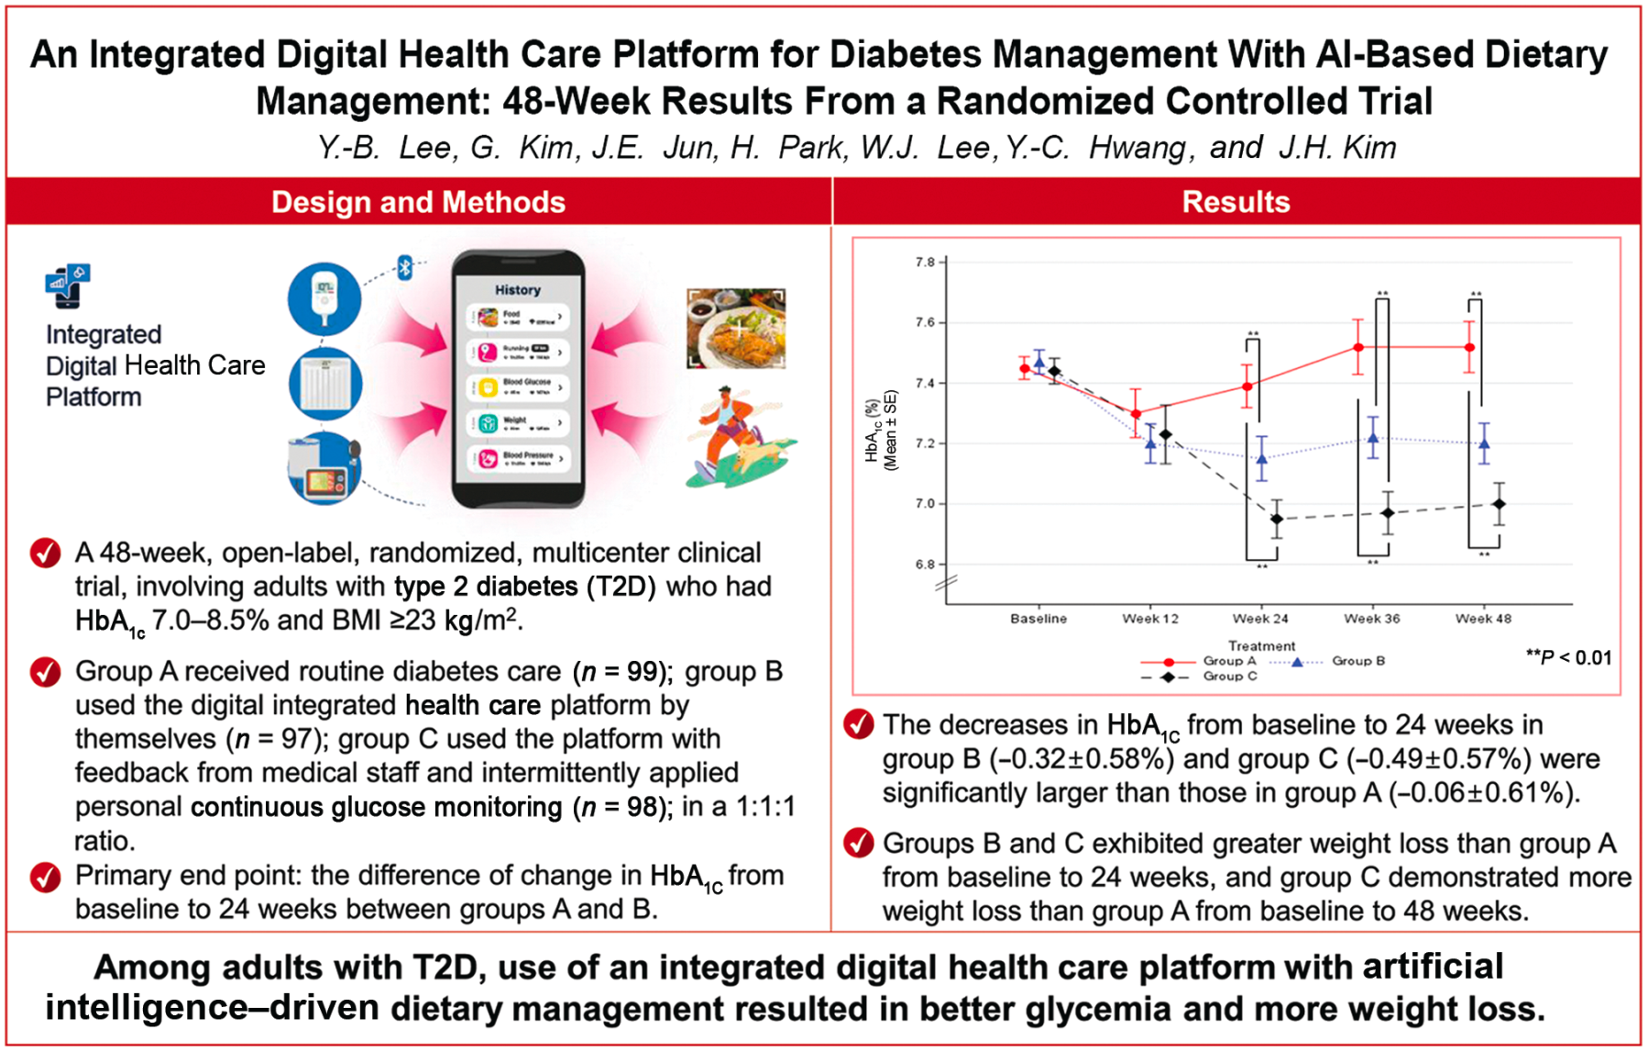 An Integrated Digital Health Care Platform for Diabetes Management With AI-Based Dietary
Management: 48-Week Results From a Randomized Controlled Trial
Y.-B. Lee, G. Kim, J.E. Jun, H. Park, W.J. Lee, Y.-C. Hwang, and J.H. Kim
Design and Methods
Integrated
Digital Health Care
Platform
History
Food
Running
Blood Glucose
Weight
Blood Pressure
A 48-week, open-label, randomized, multicenter clinical
trial, involving adults with type 2 diabetes (T2D) who had
HbA1c 7.0–8.5% and BMI ≥23 kg/m².
Group A received routine diabetes care (n = 99); group B
used the digital integrated health care platform by
themselves (n = 97); group C used the platform with
feedback from medical staff and intermittently applied
personal continuous glucose monitoring (n = 98); in a 1:1:1
ratio.
Primary end point: the difference of change in HbA1C from
baseline to 24 weeks between groups A and B.
Results
HbA1C (%)
(Mean ± SE)
7.8
7.6
7.4
7.2
7.0
6.8
** ** **
** ** **
Baseline Week 12 Week 24 Week 36 Week 48
Treatment
Group A Group B
Group C
**P < 0.01
The decreases in HbA1C from baseline to 24 weeks in
group B (–0.32±0.58%) and group C (–0.49±0.57%) were
significantly larger than those in group A (–0.06±0.61%).
Groups B and C exhibited greater weight loss than group A
from baseline to 24 weeks, and group C demonstrated more
weight loss than group A from baseline to 48 weeks.
Among adults with T2D, use of an integrated digital health care platform with artificial
intelligence–driven dietary management resulted in better glycemia and more weight loss.